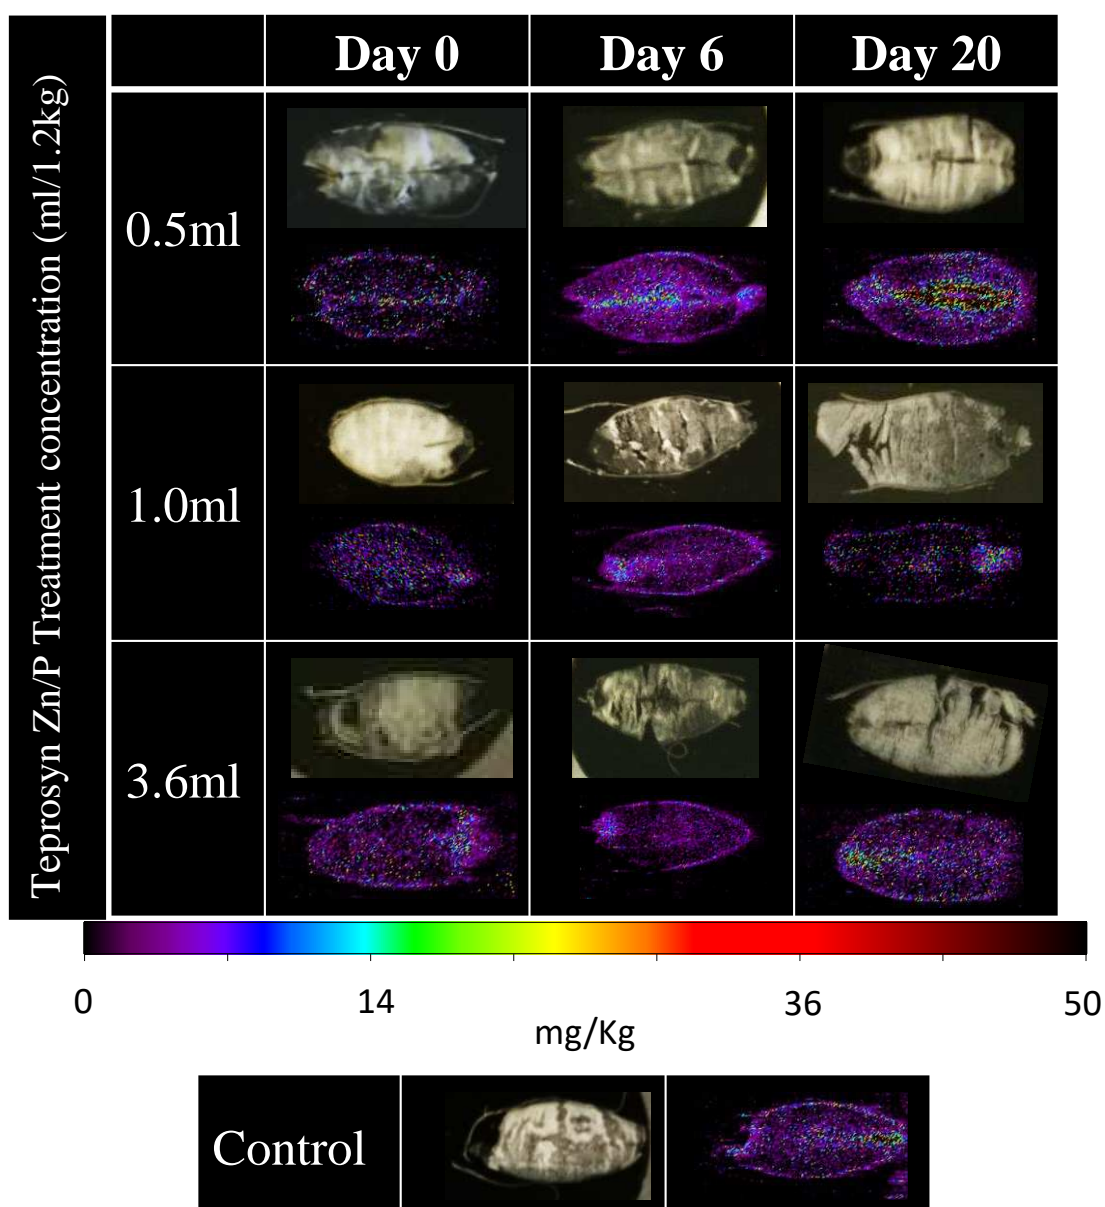 Teprosyn Zn/P Treatment concentration (ml/1.2kg)
Day 0
Day 6
Day 20
0.5ml
1.0ml
3.6ml
0
14
36
50
mg/Kg
Control